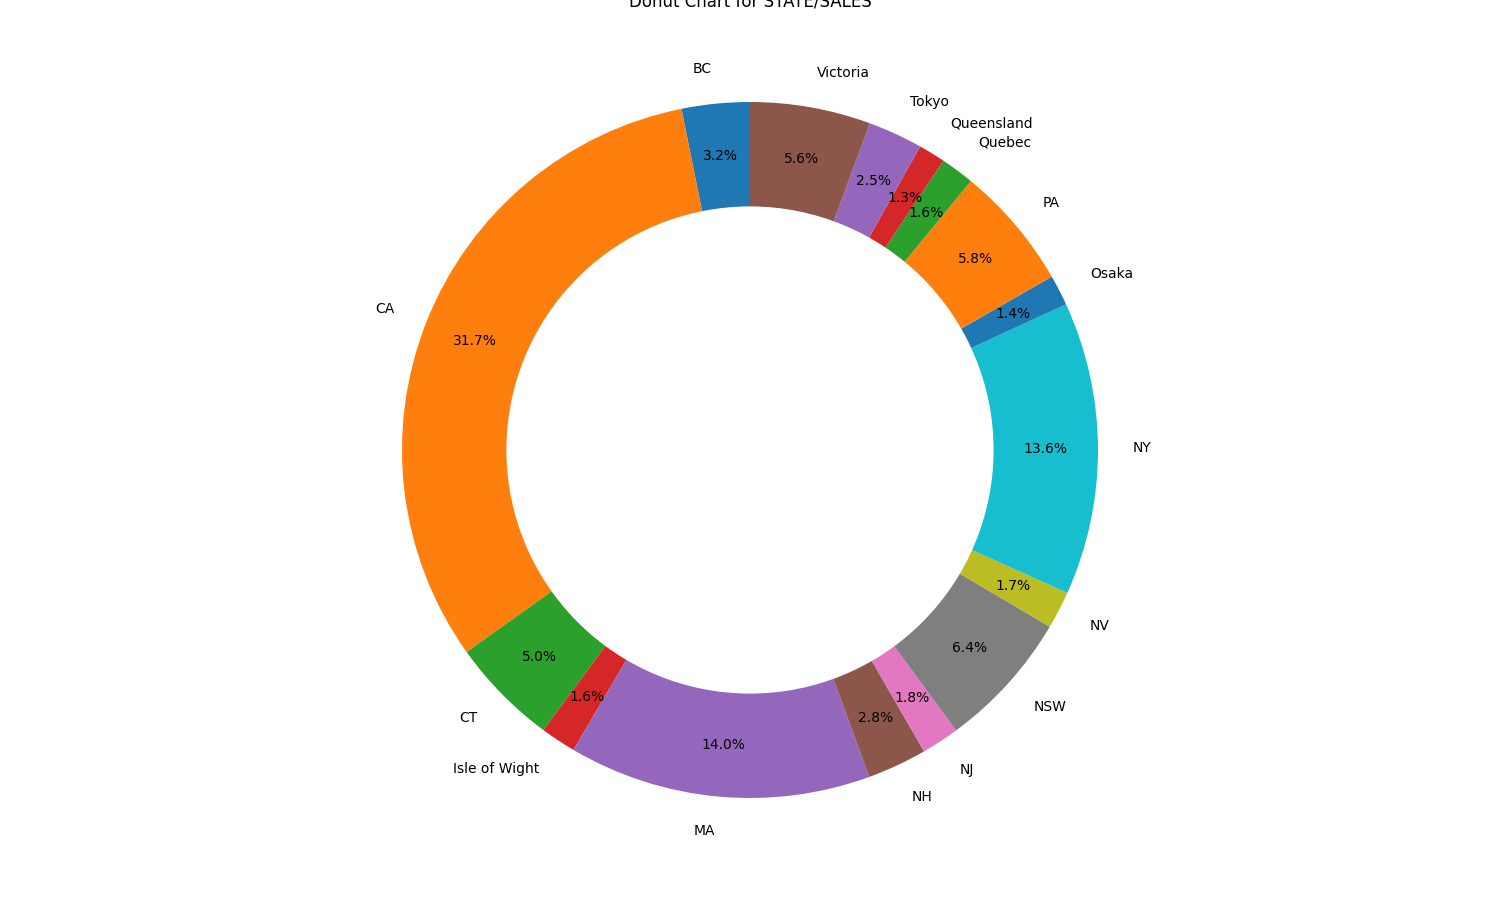 Donut Chart for STATE/SALES
BC
Victoria
Tokyo
Queensland
Quebec
PA
Osaka
CA
NY
NV
NSW
NJ
NH
MA
Isle of Wight
CT
3.2%
5.6%
2.5%
1.3%
1.6%
5.8%
1.4%
31.7%
13.6%
1.7%
6.4%
1.8%
2.8%
14.0%
1.6%
5.0%